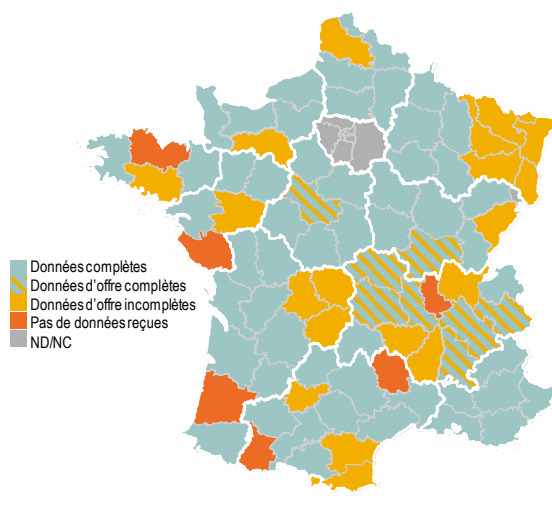 Données complètes
Données d'offre complètes
Données d'offre incomplètes
Pas de données reçues
ND/NC